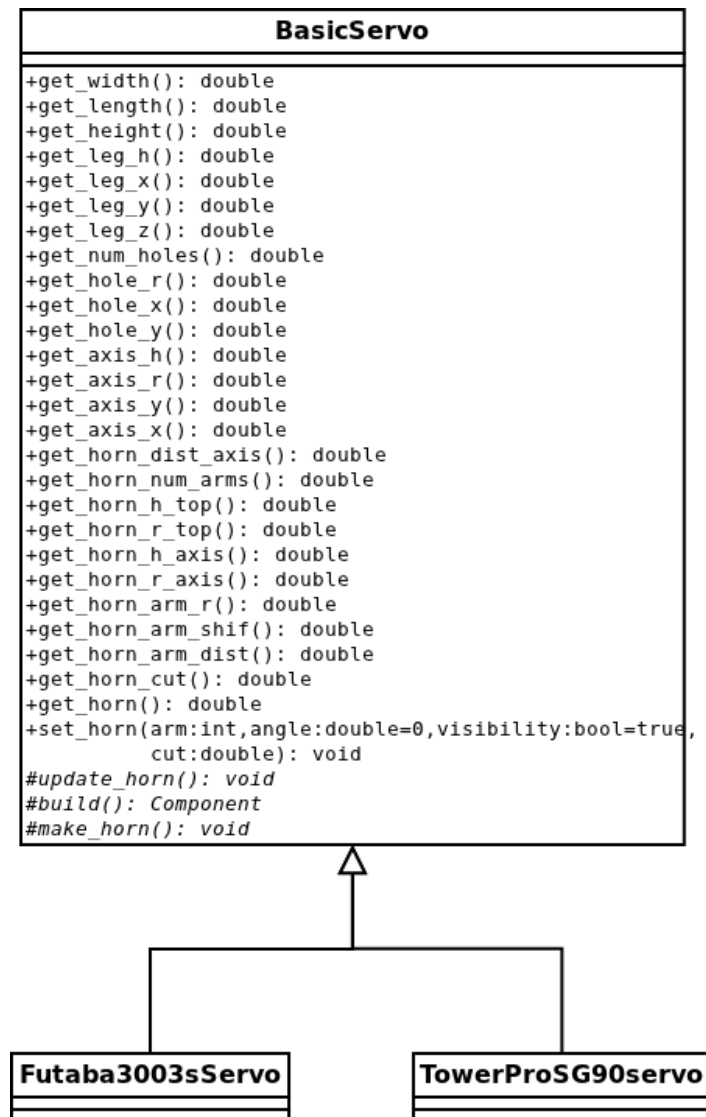 BasicServo
+get_width(): double
+get_length(): double
+get_height(): double
+get_leg_h(): double
+get_leg_x(): double
+get_leg_y(): double
+get_leg_z(): double
+get_num_holes(): double
+get_hole_r(): double
+get_hole_x(): double
+get_hole_y(): double
+get_axis_h(): double
+get_axis_r(): double
+get_axis_y(): double
+get_axis_x(): double
+get_horn_dist_axis(): double
+get_horn_num_arms(): double
+get_horn_h_top(): double
+get_horn_r_top(): double
+get_horn_h_axis(): double
+get_horn_r_axis(): double
+get_horn_arm_r(): double
+get_horn_arm_shif(): double
+get_horn_arm_dist(): double
+get_horn_cut(): double
+get_horn(): double
+set_horn(arm:int,angle:double=0,visibility:bool=true,
cut:double): void
#update_horn(): void
#build(): Component
#make_horn(): void
Futaba3003sServo
TowerProSG90servo